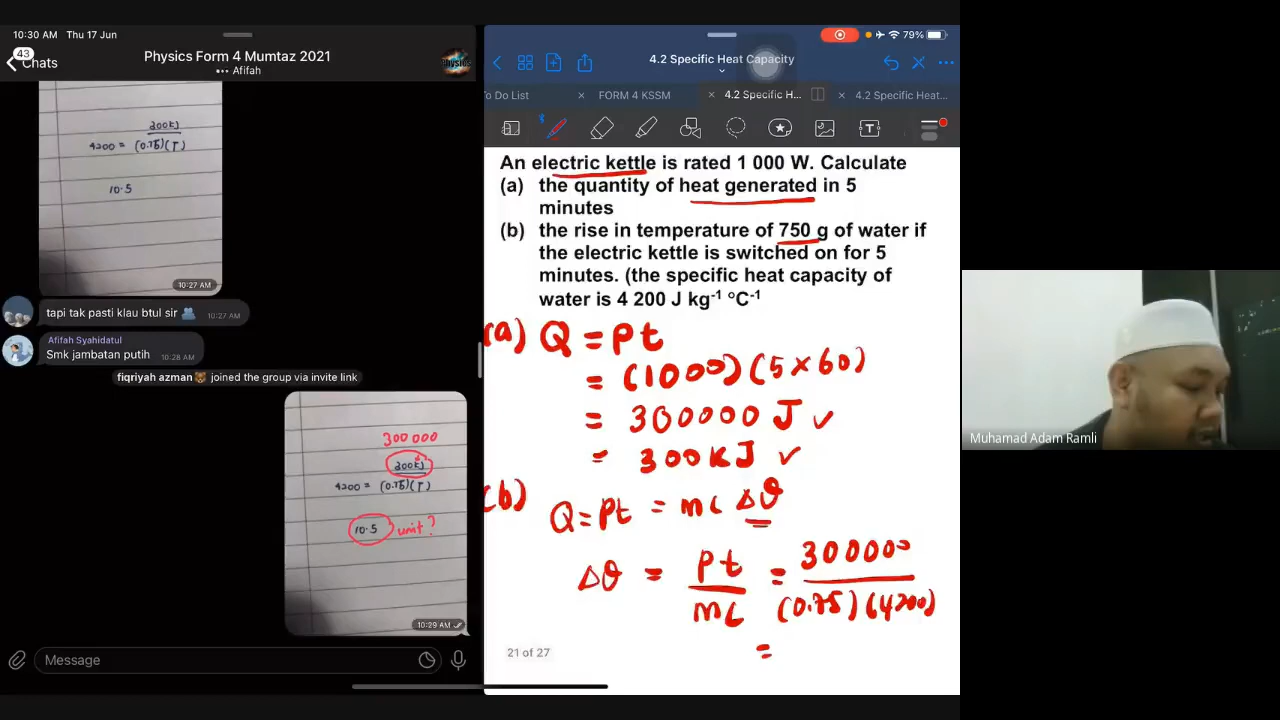 10:30 AM Thu 17 Jun
43
Chats
Physics Form 4 Mumtaz 2021
••• Afifah
4200 = (0.75)(T)
10.5
10:27 AM
tapi tak pasti klau btul sir 🫂 10:27 AM
Afifah Syahidatul
Smk jambatan putih 10:28 AM
fiqriyah azman🐻 joined the group via invite link
300 000
4200 = (0.75)(T)
10.5 unit?
10:29 AM
Message
79%
4.2 Specific Heat Capacity
To Do List
FORM 4 KSSM
4.2 Specific H...
4.2 Specific Heat...
An electric kettle is rated 1 000 W. Calculate
(a) the quantity of heat generated in 5
minutes
(b) the rise in temperature of 750 g of water if
the electric kettle is switched on for 5
minutes. (the specific heat capacity of
water is 4 200 J kg⁻¹ °C⁻¹
(a) Q = Pt
= (1000)(5×60)
= 300000 J ✓
= 300KJ ✓
(b) Q = Pt = mc Δθ
Δθ = Pt = 300000
mc (0.75)(4200)
=
21 of 27
Muhamad Adam Ramli